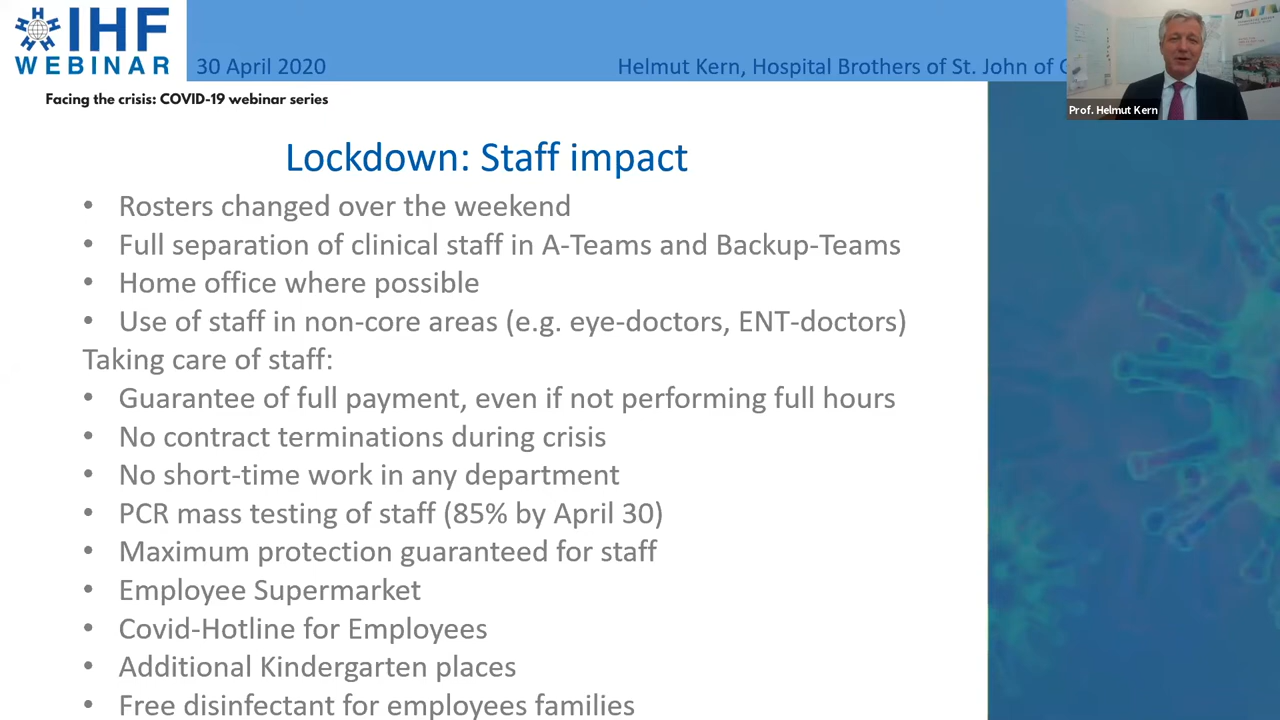 IHF
WEBINAR
30 April 2020
Helmut Kern, Hospital Brothers of St. John of
Prof. Helmut Kern
Facing the crisis: COVID-19 webinar series
Lockdown: Staff impact
• Rosters changed over the weekend
• Full separation of clinical staff in A-Teams and Backup-Teams
• Home office where possible
• Use of staff in non-core areas (e.g. eye-doctors, ENT-doctors)
Taking care of staff:
• Guarantee of full payment, even if not performing full hours
• No contract terminations during crisis
• No short-time work in any department
• PCR mass testing of staff (85% by April 30)
• Maximum protection guaranteed for staff
• Employee Supermarket
• Covid-Hotline for Employees
• Additional Kindergarten places
• Free disinfectant for employees families